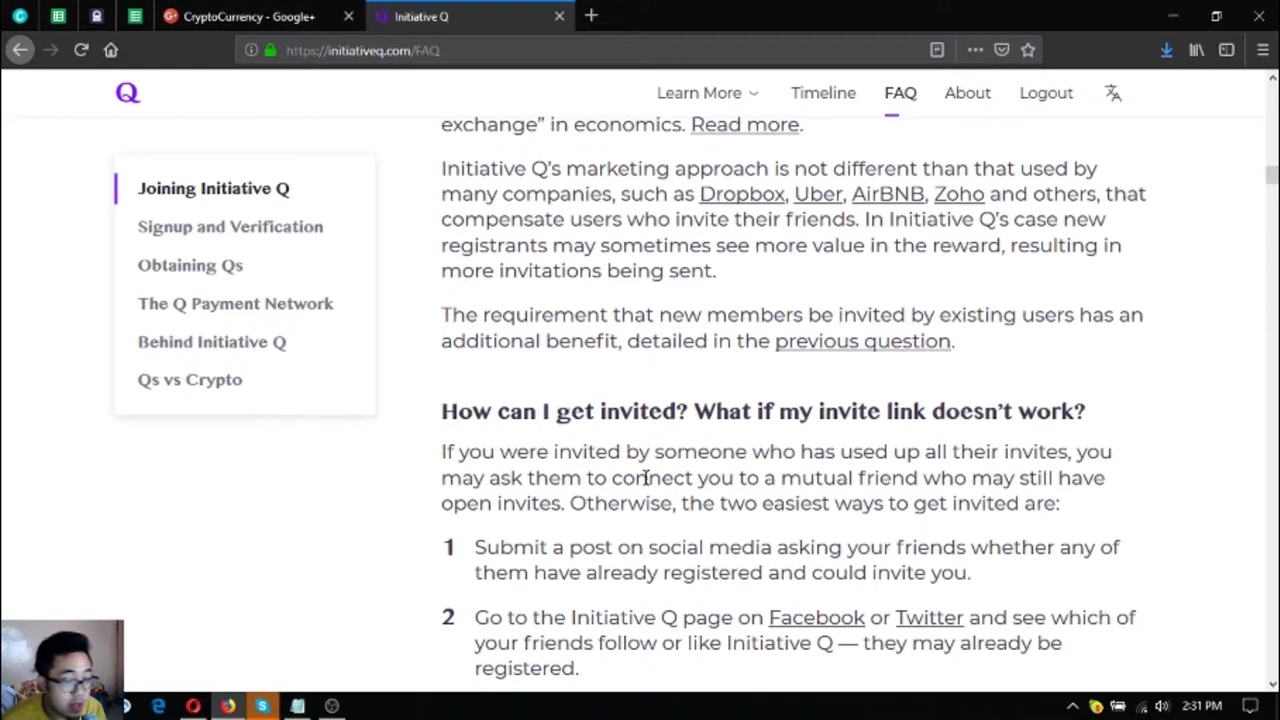 CryptoCurrency - Google+
Initiative Q
https://initiativeq.com/FAQ
Q
Learn More
Timeline
FAQ
About
Logout
exchange” in economics. Read more.
Joining Initiative Q
Signup and Verification
Obtaining Qs
The Q Payment Network
Behind Initiative Q
Qs vs Crypto
Initiative Q’s marketing approach is not different than that used by
many companies, such as Dropbox, Uber, AirBNB, Zoho and others, that
compensate users who invite their friends. In Initiative Q’s case new
registrants may sometimes see more value in the reward, resulting in
more invitations being sent.
The requirement that new members be invited by existing users has an
additional benefit, detailed in the previous question.
How can I get invited? What if my invite link doesn’t work?
If you were invited by someone who has used up all their invites, you
may ask them to connect you to a mutual friend who may still have
open invites. Otherwise, the two easiest ways to get invited are:
1 Submit a post on social media asking your friends whether any of
them have already registered and could invite you.
2 Go to the Initiative Q page on Facebook or Twitter and see which of
your friends follow or like Initiative Q — they may already be
registered.
2:31 PM